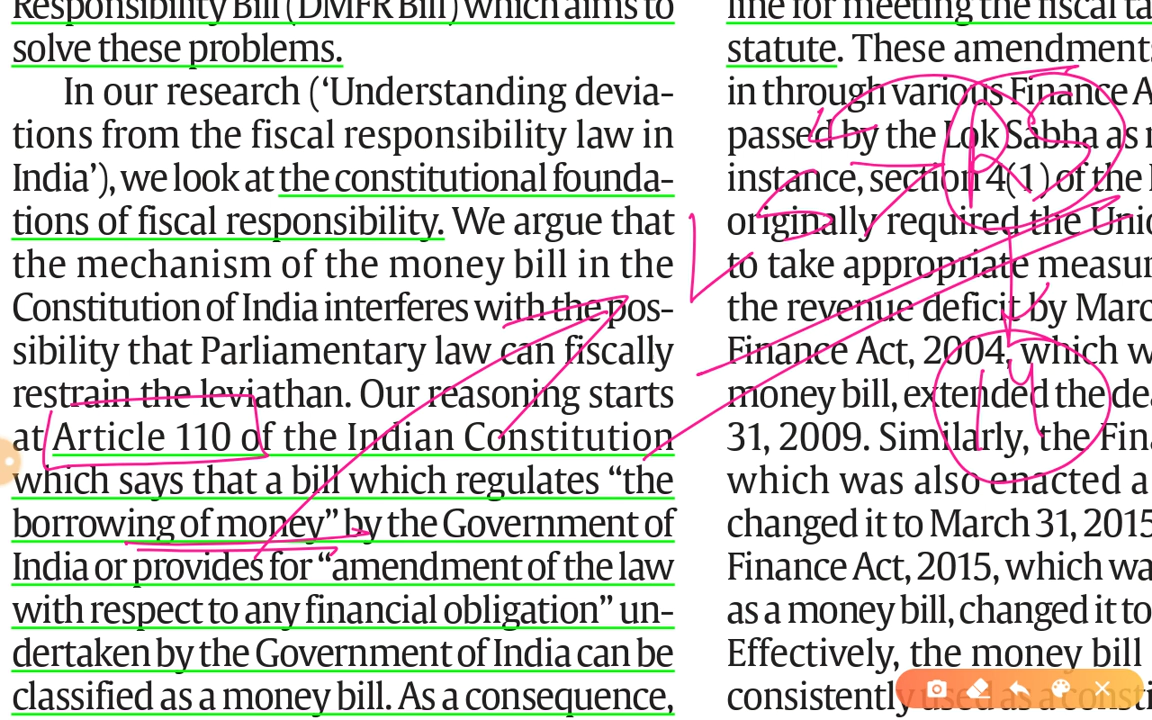 Responsibility Bill (DMFR Bill) which aims to
solve these problems.
In our research (‘Understanding devia-
tions from the fiscal responsibility law in
India’), we look at the constitutional founda-
tions of fiscal responsibility. We argue that
the mechanism of the money bill in the
Constitution of India interferes with the pos-
sibility that Parliamentary law can fiscally
restrain the leviathan. Our reasoning starts
at Article 110 of the Indian Constitution
which says that a bill which regulates “the
borrowing of money” by the Government of
India or provides for “amendment of the law
with respect to any financial obligation” un-
dertaken by the Government of India can be
classified as a money bill. As a consequence,
line for meeting the fiscal ta
statute. These amendments
in through various Finance A
passed by the Lok Sabha as
instance, section 4(1) of the
originally required the Unio
to take appropriate measur
the revenue deficit by Marc
Finance Act, 2004, which w
money bill, extended the de
31, 2009. Similarly, the Fina
which was also enacted a
changed it to March 31, 2015
Finance Act, 2015, which wa
as a money bill, changed it to
Effectively, the money bill
consistently used as a consti
RS
LS
14